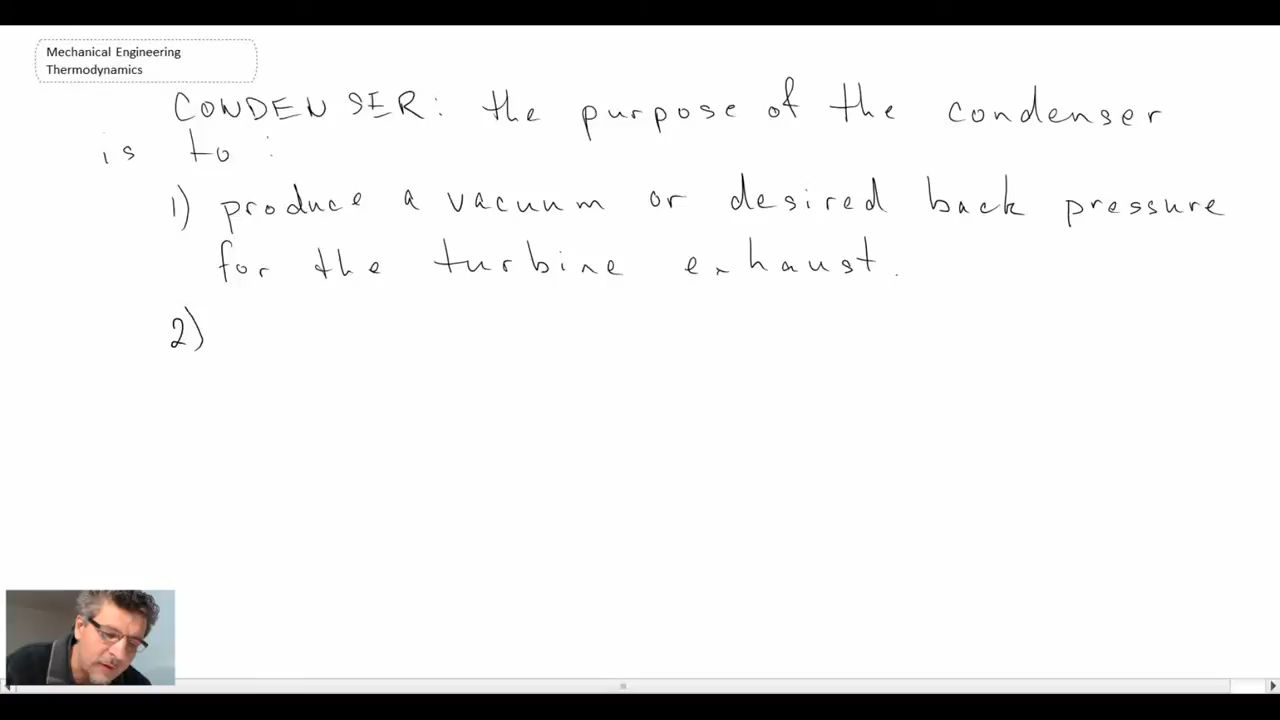 Mechanical Engineering
Thermodynamics
CONDENSER: the purpose of the condenser
is to :
1) produce a vacuum or desired back pressure
for the turbine exhaust.
2)